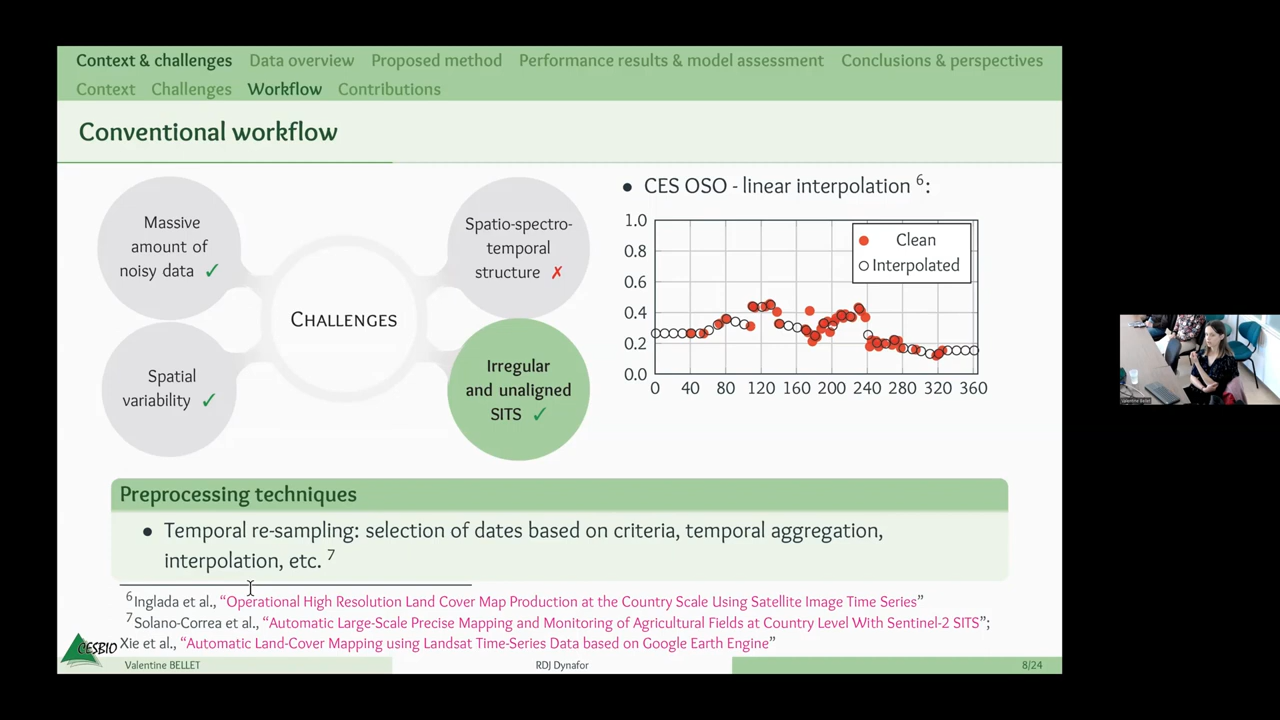 Context & challenges Data overview Proposed method Performance results & model assessment Conclusions & perspectives
Context Challenges Workflow Contributions
Conventional workflow
Massive
amount of
noisy data ✓
Spatio-spectro-
temporal
structure ✗
CHALLENGES
Spatial
variability ✓
Irregular
and unaligned
SITS ✓
• CES OSO - linear interpolation 6:
1.0
0.8
0.6
0.4
0.2
0.0
0 40 80 120 160 200 240 280 320 360
Clean
Interpolated
Preprocessing techniques
• Temporal re-sampling: selection of dates based on criteria, temporal aggregation,
interpolation, etc. 7
6 Inglada et al., “Operational High Resolution Land Cover Map Production at the Country Scale Using Satellite Image Time Series”
7 Solano-Correa et al., “Automatic Large-Scale Precise Mapping and Monitoring of Agricultural Fields at Country Level With Sentinel-2 SITS”;
Xie et al., “Automatic Land-Cover Mapping using Landsat Time-Series Data based on Google Earth Engine”
CESBIO
Valentine BELLET RDJ Dynafor 8/24
Valentine Bellet